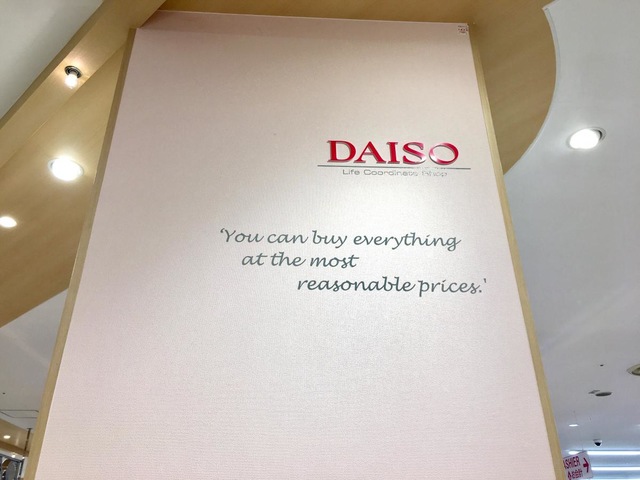 DAISO
Life Coordinate Shop
'You can buy everything
at the most
reasonable prices.'